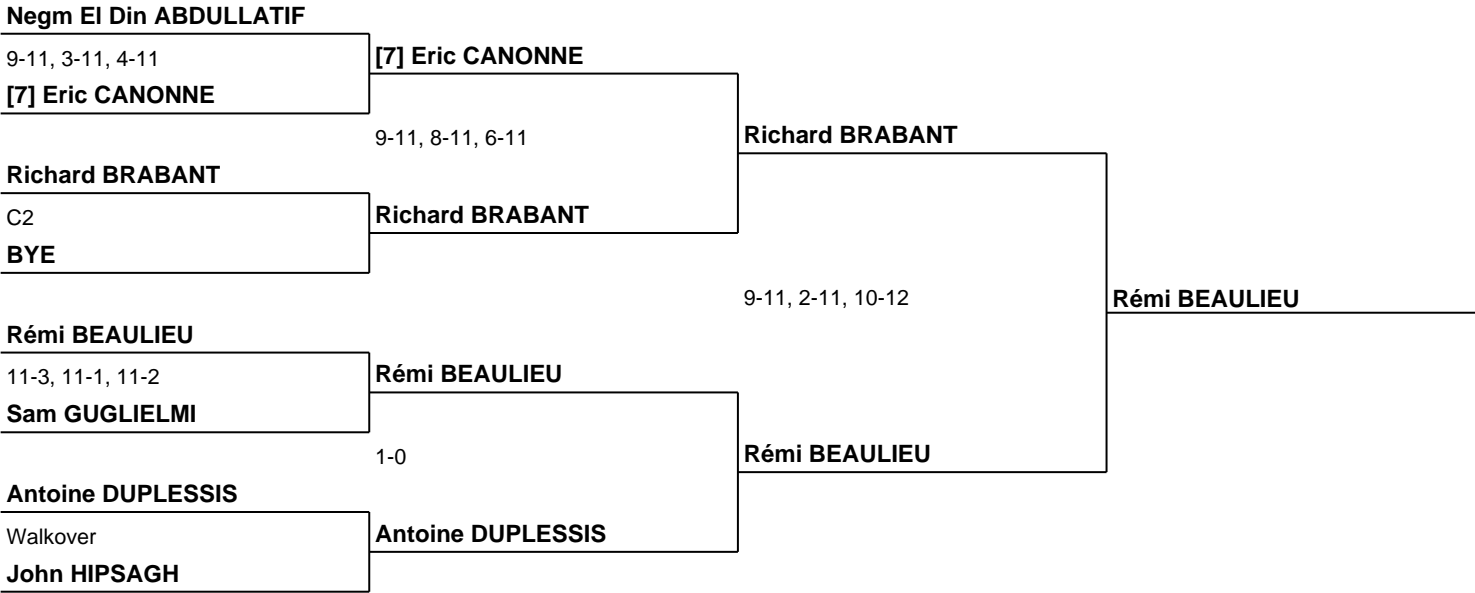 Negm El Din ABDULLATIF
9-11, 3-11, 4-11
[7] Eric CANONNE
[7] Eric CANONNE
9-11, 8-11, 6-11
Richard BRABANT
Richard BRABANT
C2
Richard BRABANT
BYE
9-11, 2-11, 10-12
Rémi BEAULIEU
Rémi BEAULIEU
11-3, 11-1, 11-2
Rémi BEAULIEU
Sam GUGLIELMI
1-0
Rémi BEAULIEU
Antoine DUPLESSIS
Walkover
Antoine DUPLESSIS
John HIPSAGH